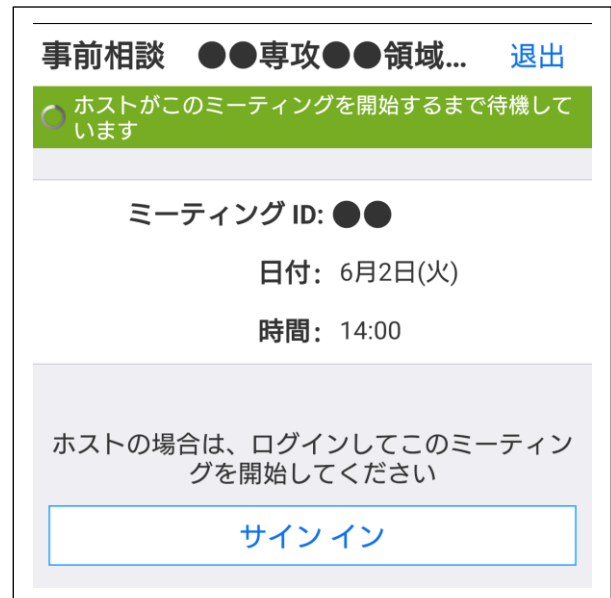 事前相談　●●専攻●●領域...　退出
ホストがこのミーティングを開始するまで待機して
います
ミーティング ID: ●●
日付: 6月2日(火)
時間: 14:00
ホストの場合は、ログインしてこのミーティン
グを開始してください
サイン イン